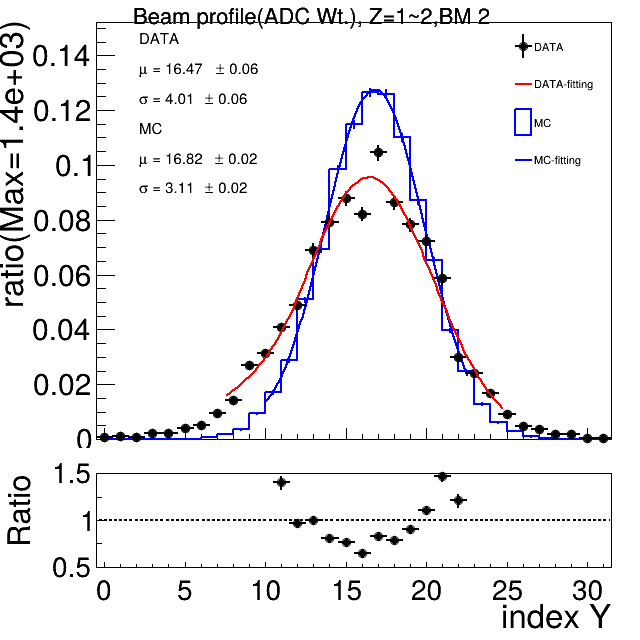 Beam profile(ADC Wt.), Z=1~2,BM 2
DATA
μ = 16.47 ± 0.06
σ = 4.01 ± 0.06
MC
μ = 16.82 ± 0.02
σ = 3.11 ± 0.02
DATA
DATA-fitting
MC
MC-fitting
ratio(Max=1.4e+03)
0.14
0.12
0.1
0.08
0.06
0.04
0.02
0
Ratio
1.5
1
0.5
0 5 10 15 20 25 30
index Y